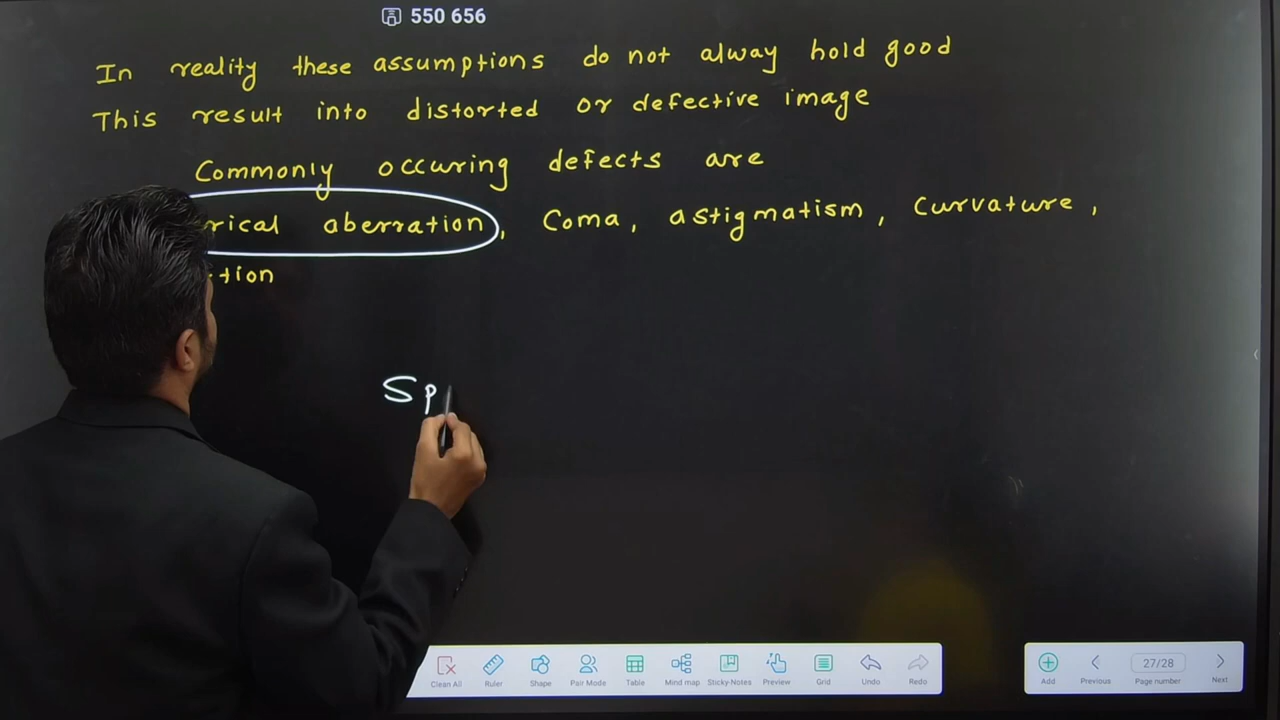 550 656
In reality these assumptions do not alway hold good
This result into distorted or defective image
Commonly occuring defects are
rical aberration, Coma, astigmatism, Curvature,
tion
Sp
Clean All Ruler Shape Pair Mode Table Mind map Sticky-Notes Preview Grid Undo Redo
Add Previous 27/28 Page number Next